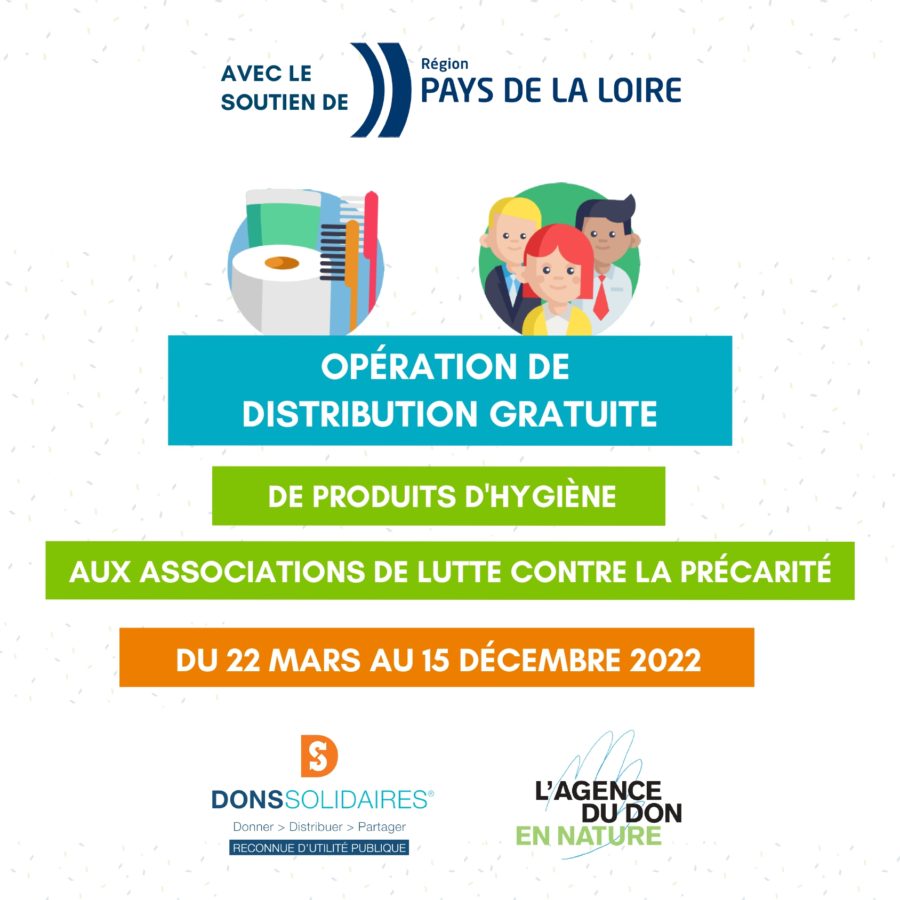 AVEC LE
SOUTIEN DE
Région
PAYS DE LA LOIRE
OPÉRATION DE
DISTRIBUTION GRATUITE
DE PRODUITS D'HYGIÈNE
AUX ASSOCIATIONS DE LUTTE CONTRE LA PRÉCARITÉ
DU 22 MARS AU 15 DÉCEMBRE 2022
DONSSOLIDAIRES®
Donner > Distribuer > Partager
RECONNUE D'UTILITÉ PUBLIQUE
L'AGENCE
DU DON
EN NATURE